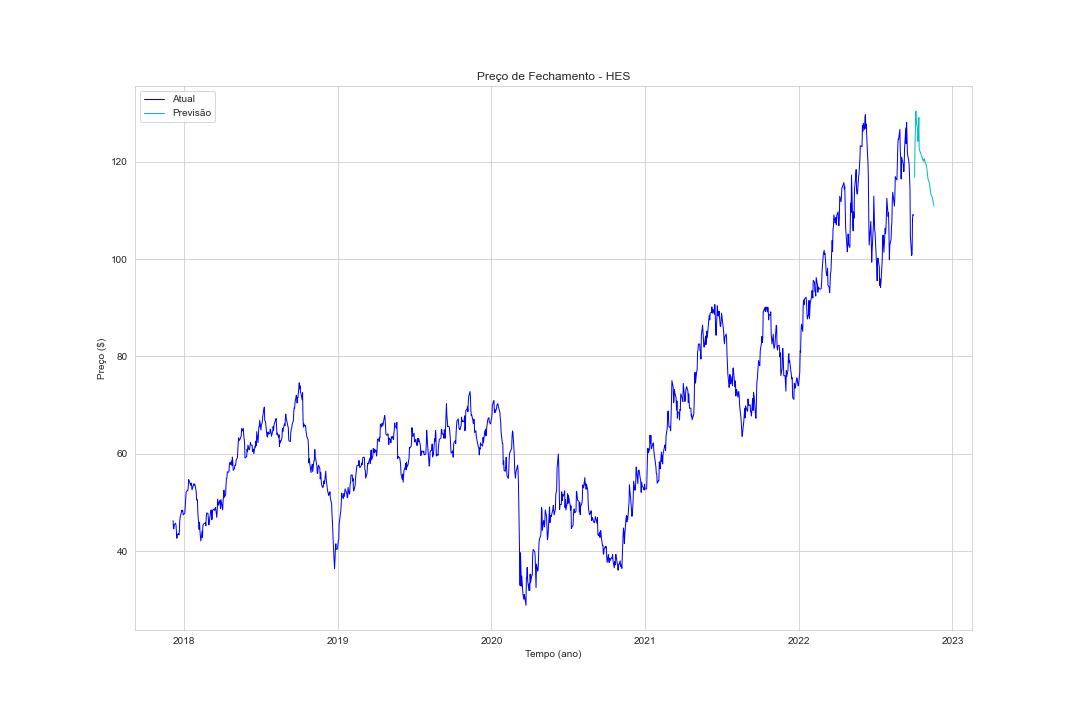 Preço de Fechamento - HES
Atual
Previsão
120
100
80
60
40
Preço ($)
2018 2019 2020 2021 2022 2023
Tempo (ano)